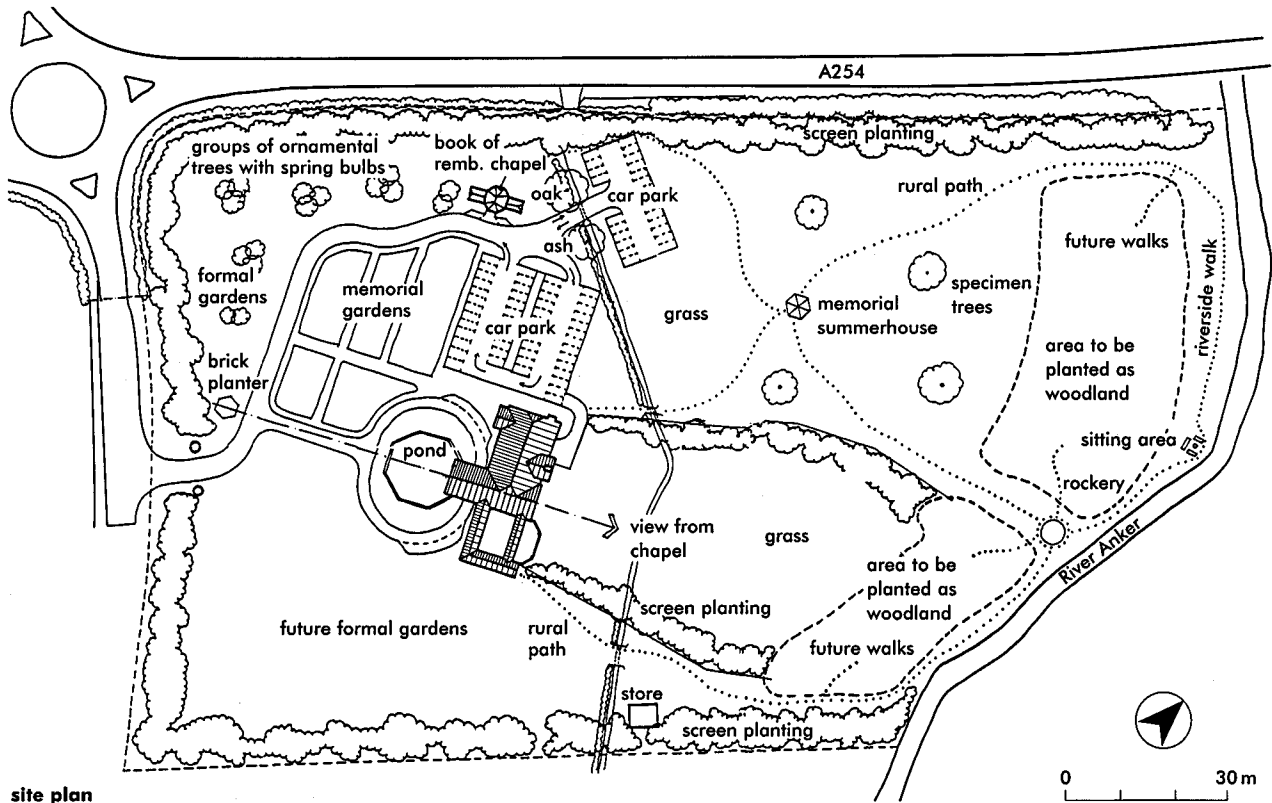 A254
groups of ornamental
trees with spring bulbs
book of
remb. chapel
screen planting
oak
car park
rural path
ash
future walks
formal
gardens
memorial
gardens
specimen
trees
riverside walk
grass
memorial
summerhouse
car park
area to be
planted as
woodland
brick
planter
sitting area
pond
rockery
view from
chapel
grass
River Anker
area to be
planted as
woodland
screen planting
future formal gardens
rural
path
future walks
store
screen planting
0
30 m
site plan